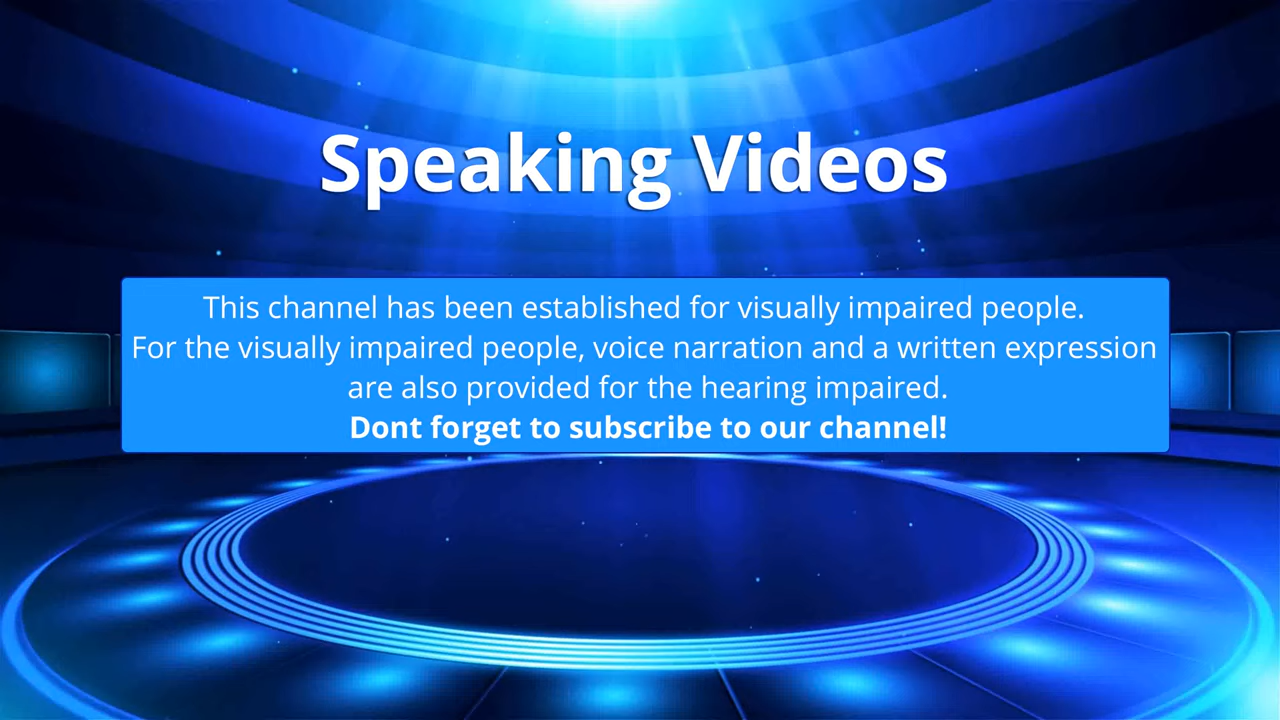 Speaking Videos
This channel has been established for visually impaired people.
For the visually impaired people, voice narration and a written expression
are also provided for the hearing impaired.
Dont forget to subscribe to our channel!